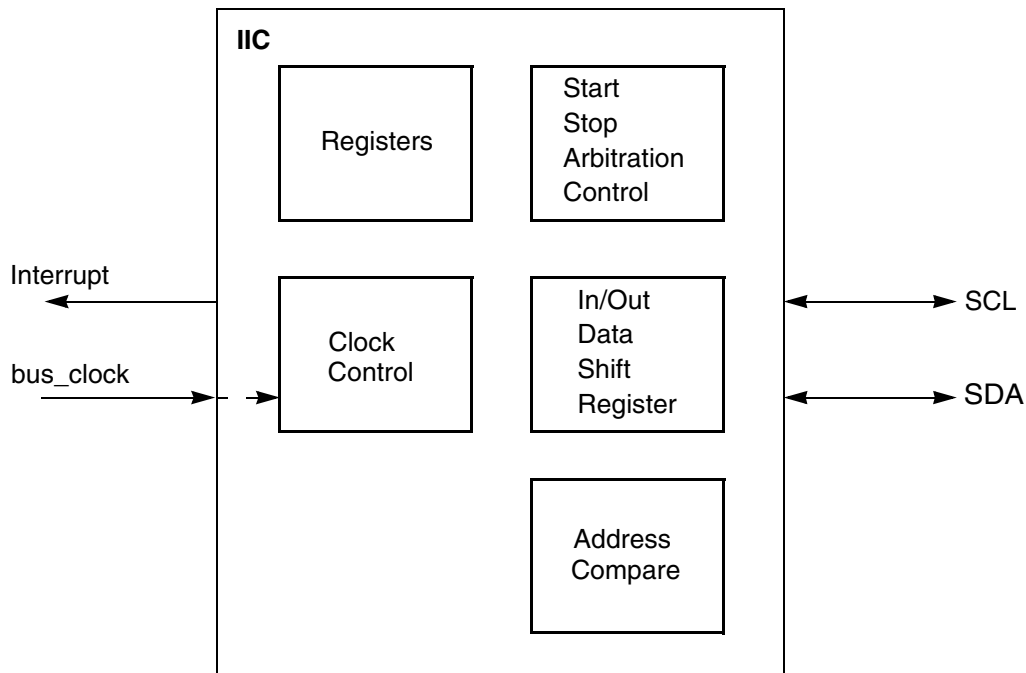 IIC
Registers
Start
Stop
Arbitration
Control
Interrupt
bus_clock
Clock
Control
In/Out
Data
Shift
Register
SCL
SDA
Address
Compare